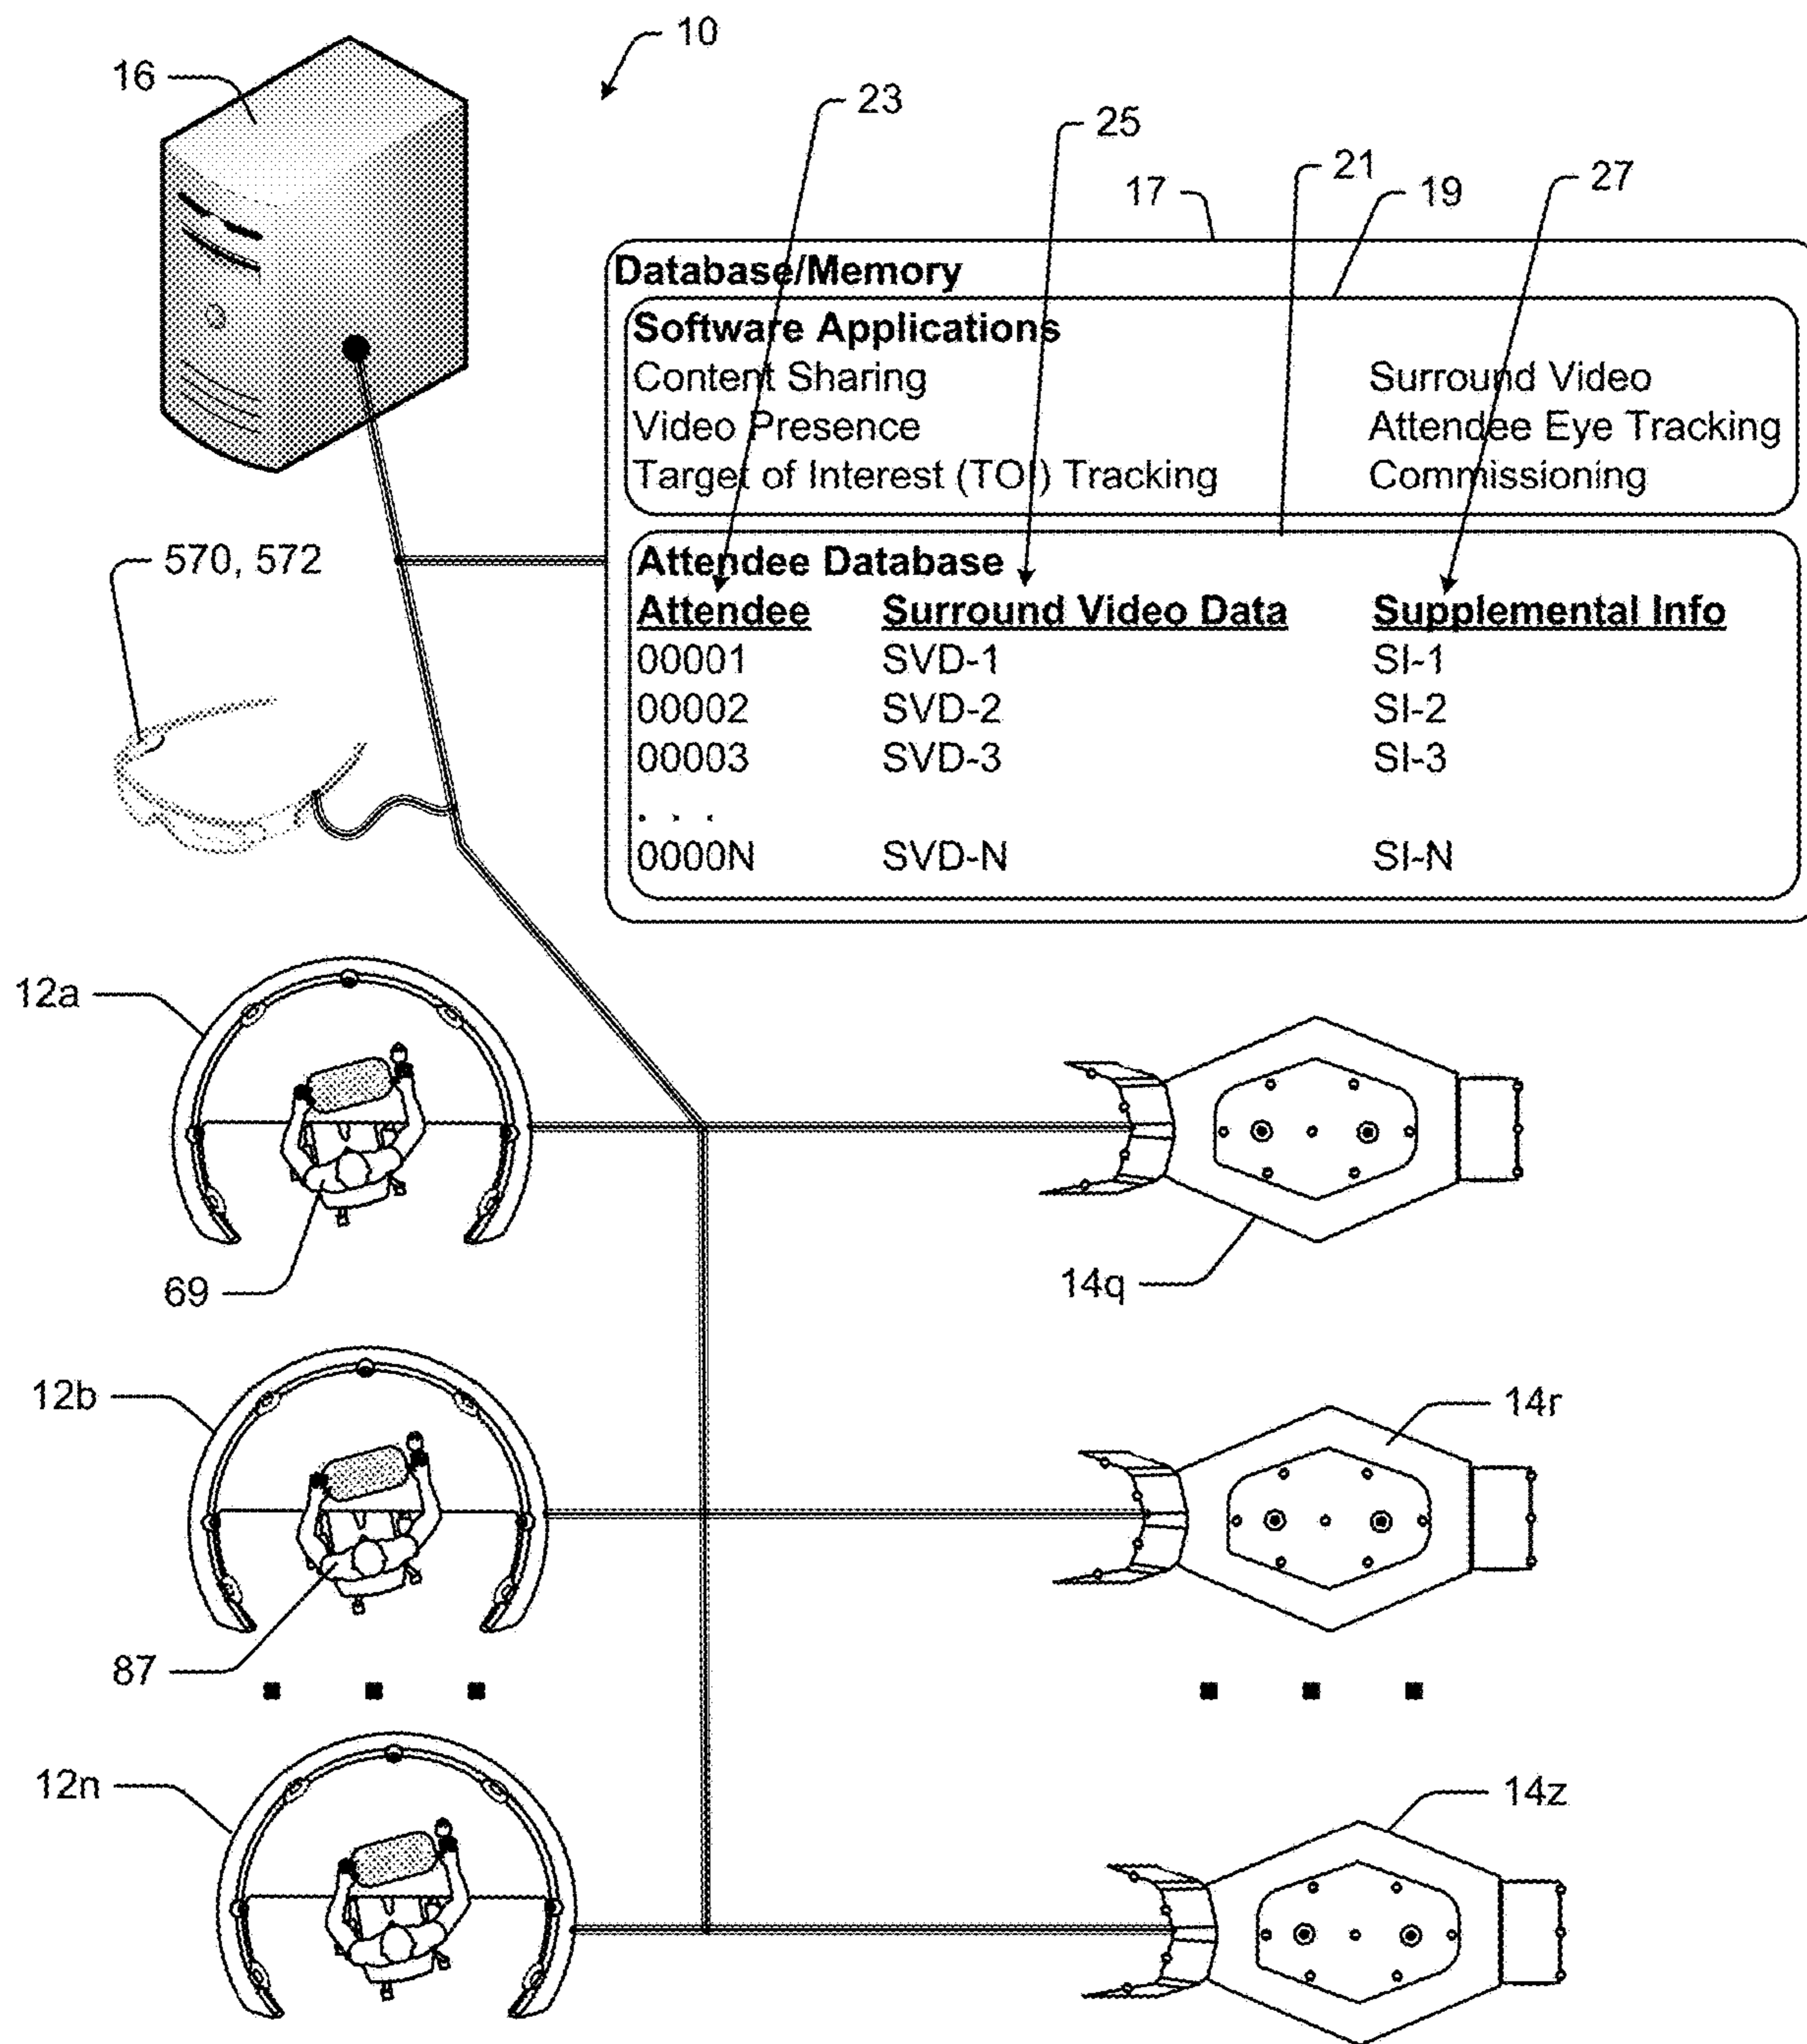 10
16
23
25
21
17
19
27
Database/Memory
Software Applications
Content Sharing Surround Video
Video Presence Attendee Eye Tracking
Target of Interest (TOI) Tracking Commissioning
570, 572
Attendee Database
Attendee Surround Video Data Supplemental Info
00001 SVD-1 SI-1
00002 SVD-2 SI-2
00003 SVD-3 SI-3
. . .
0000N SVD-N SI-N
12a
69
14q
12b
14r
87
12n
14z